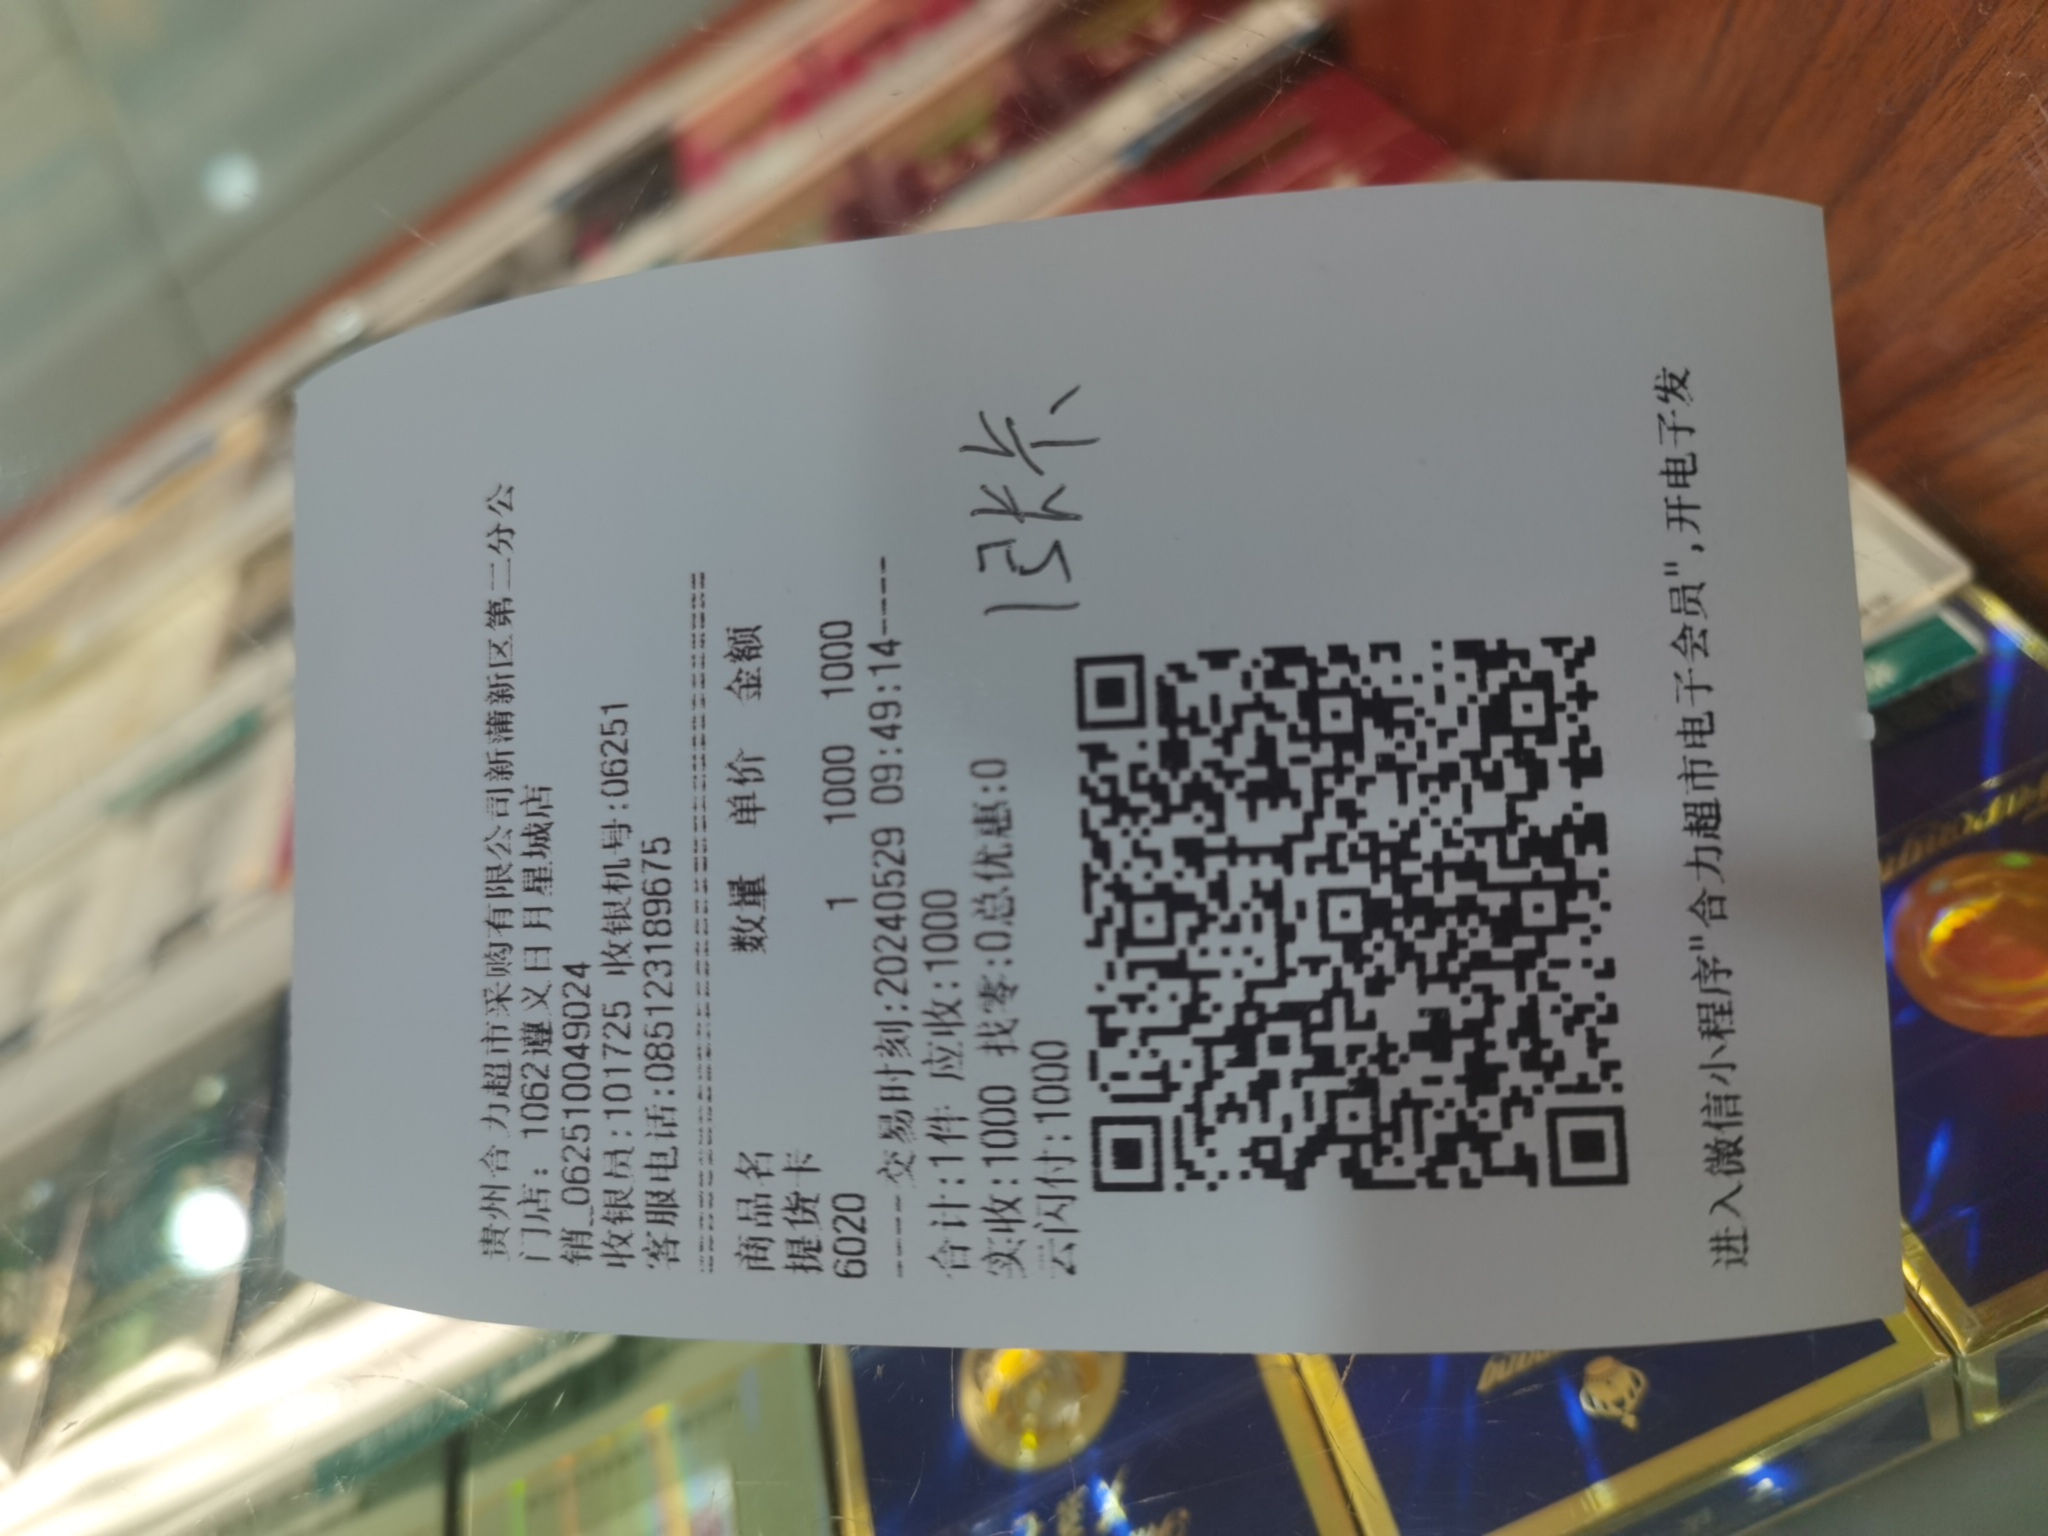 贵州合力超市采购有限公司新蒲新区第二分公
门店: 1062遵义日月星城店
销_062510049024
收银员:101725 收银机号:06251
客服电话:085123189675
商品名 数量 单价 金额
提货卡
6020 1 1000 1000
----交易时刻:20240529 09:49:14----
合计:1件 应收:1000
实收:1000 找零:0总优惠:0
云闪付:1000
进入微信小程序"合力超市电子会员",开电子发